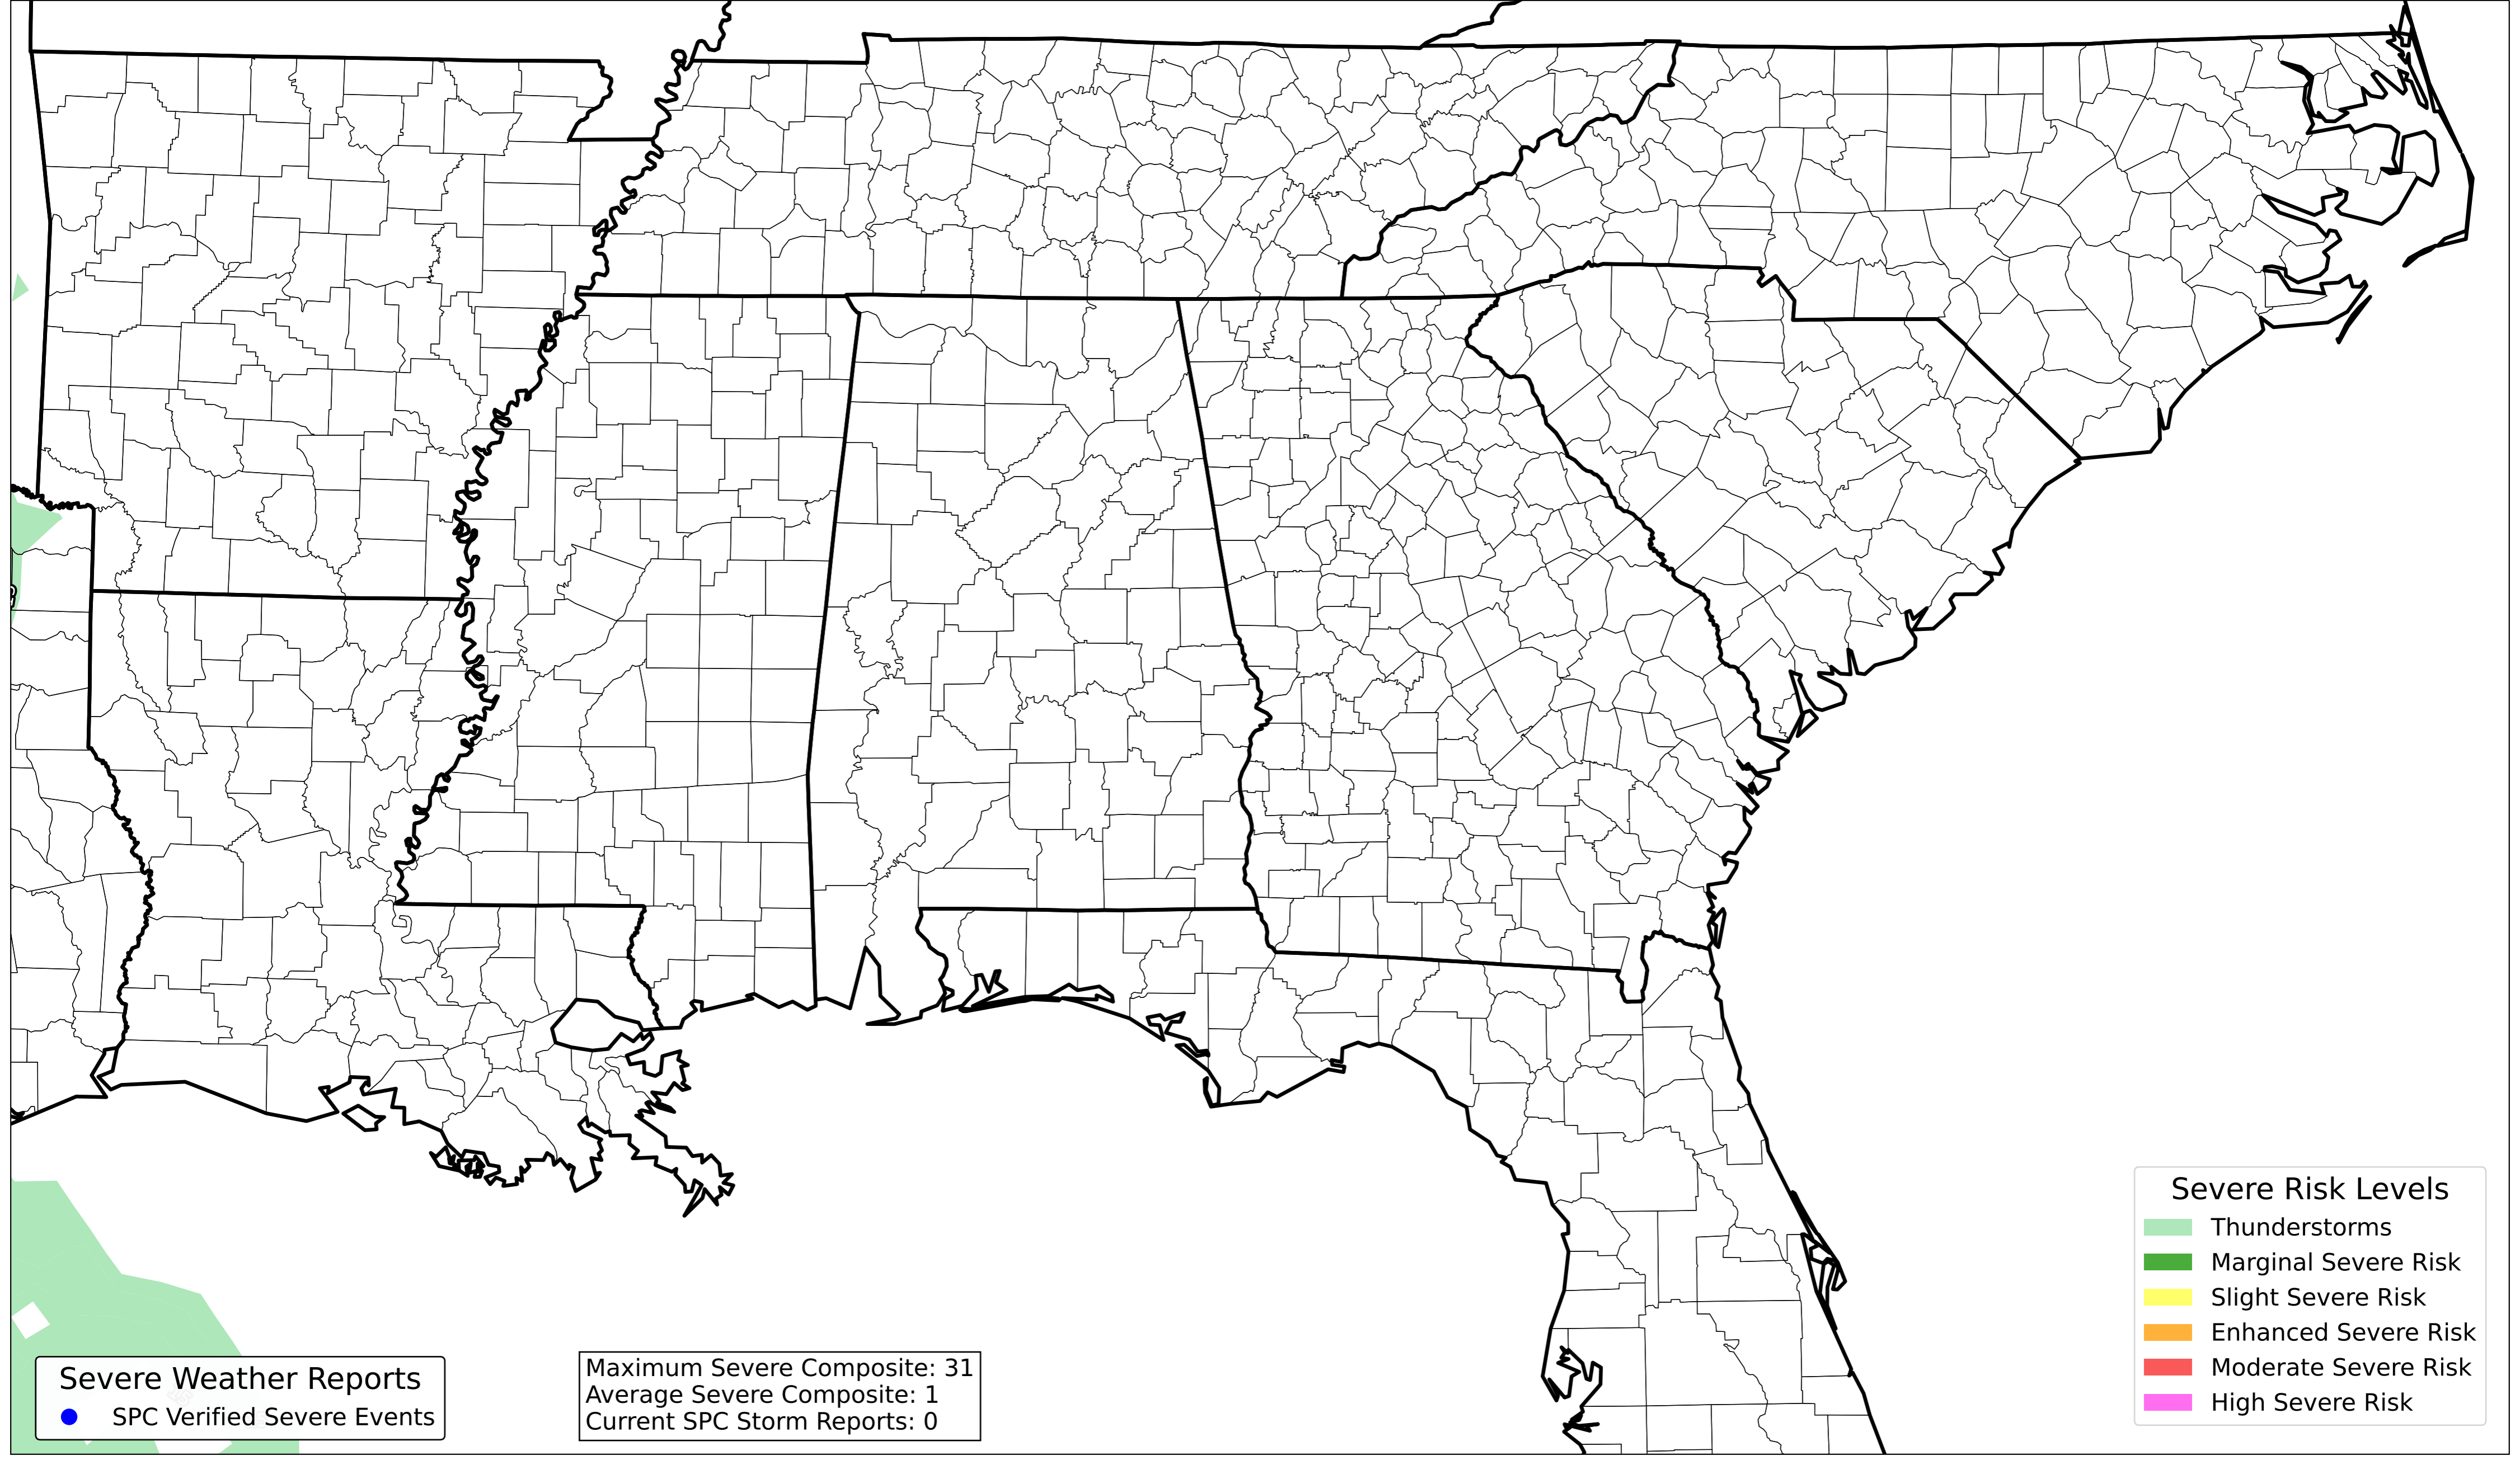 Severe Weather Reports
SPC Verified Severe Events
Maximum Severe Composite: 31
Average Severe Composite: 1
Current SPC Storm Reports: 0
Severe Risk Levels
Thunderstorms
Marginal Severe Risk
Slight Severe Risk
Enhanced Severe Risk
Moderate Severe Risk
High Severe Risk